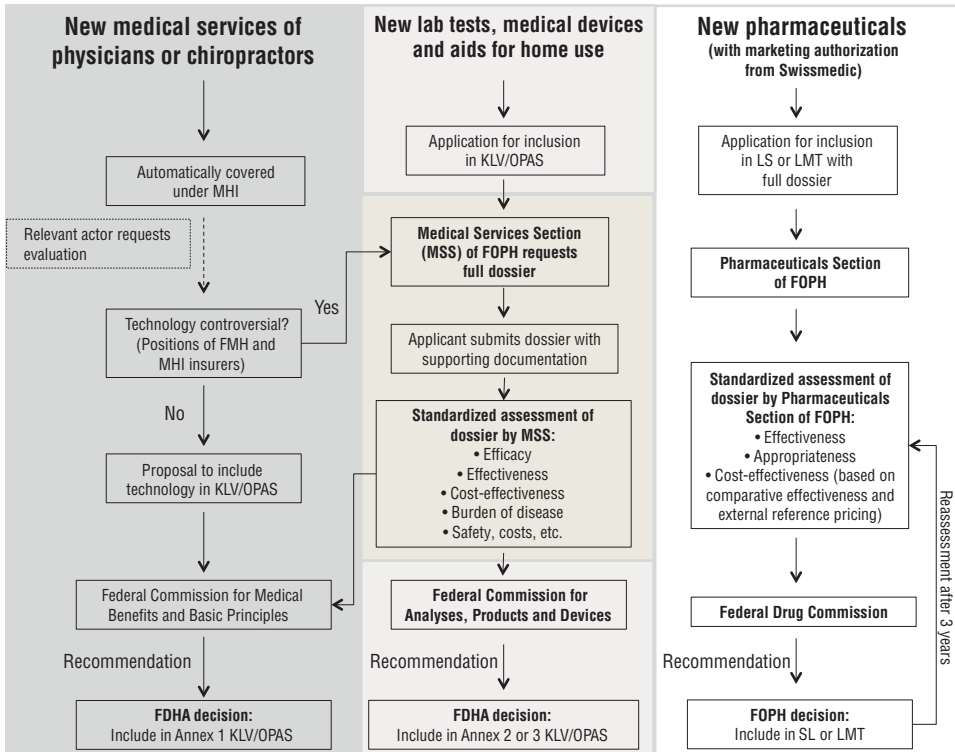 New medical services of
physicians or chiropractors
Automatically covered
under MHI
Relevant actor requests
evaluation
Technology controversial?
(Positions of FMH and
MHI insurers)
Yes
No
Proposal to include
technology in KLV/OPAS
Federal Commission for Medical
Benefits and Basic Principles
Recommendation
FDHA decision:
Include in Annex 1 KLV/OPAS
New lab tests, medical devices
and aids for home use
Application for inclusion
in KLV/OPAS
Medical Services Section
(MSS) of FOPH requests
full dossier
Applicant submits dossier with
supporting documentation
Standardized assessment of
dossier by MSS:
• Efficacy
• Effectiveness
• Cost-effectiveness
• Burden of disease
• Safety, costs, etc.
Federal Commission for
Analyses, Products and Devices
Recommendation
FDHA decision:
Include in Annex 2 or 3 KLV/OPAS
New pharmaceuticals
(with marketing authorization
from Swissmedic)
Application for inclusion
in LS or LMT with
full dossier
Pharmaceuticals Section
of FOPH
Standardized assessment of
dossier by Pharmaceuticals
Section of FOPH:
• Effectiveness
• Appropriateness
• Cost-effectiveness (based on
comparative effectiveness and
external reference pricing)
Federal Drug Commission
Recommendation
FOPH decision:
Include in SL or LMT
Reassessment after 3 years